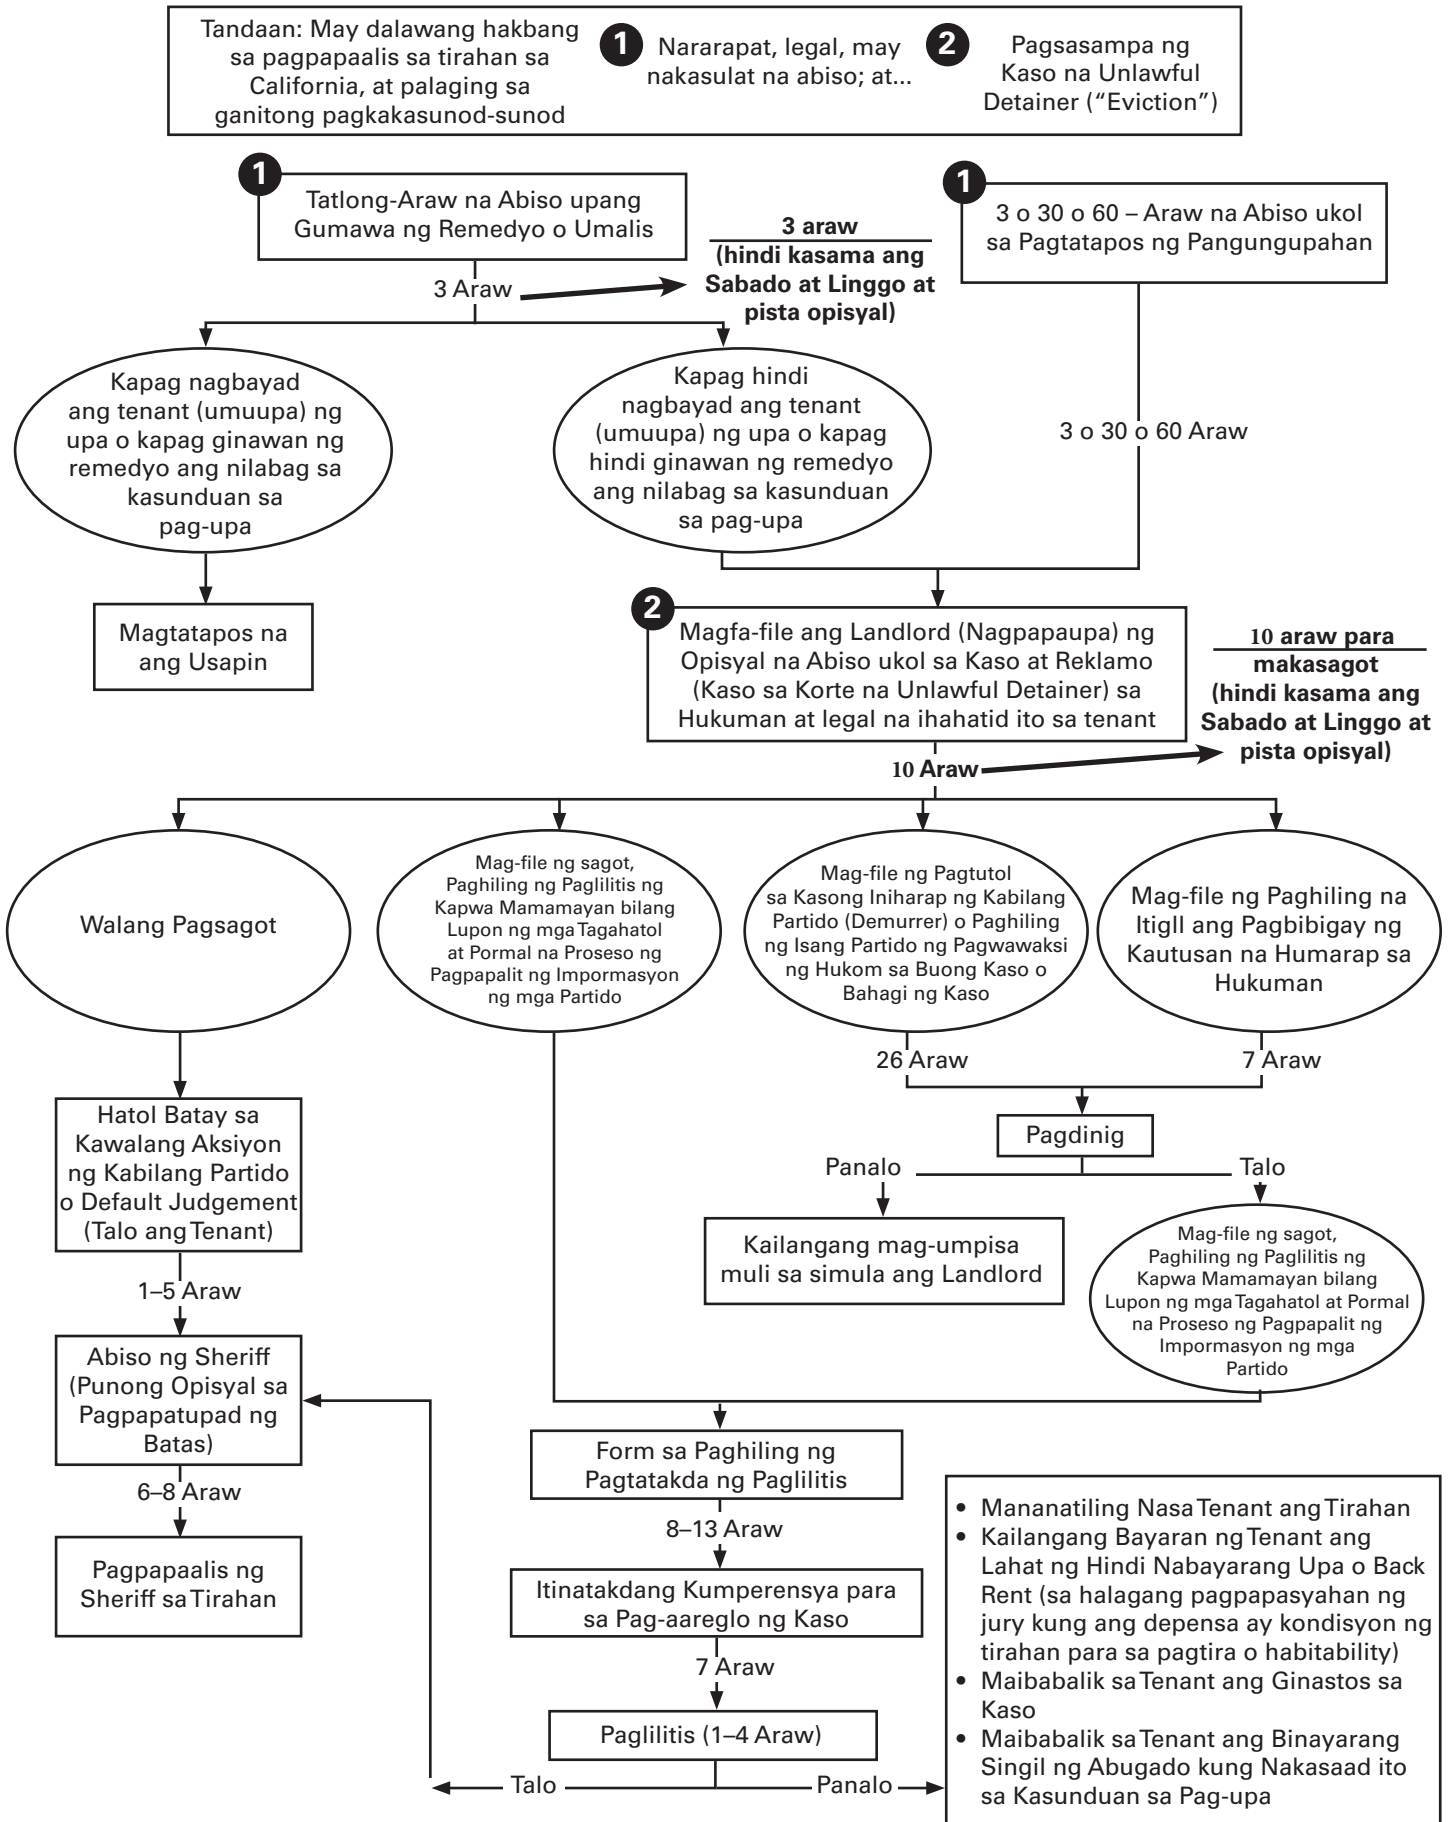 Tandaan: May dalawang hakbang
sa pagpapaalis sa tirahan sa
California, at palaging sa
ganitong pagkakasunod-sunod
1
Nararapat, legal, may
nakasulat na abiso; at...
2
Pagsasampa ng
Kaso na Unlawful
Detainer (“Eviction”)
1
Tatlong-Araw na Abiso upang
Gumawa ng Remedyo o Umalis
3 Araw
3 araw
(hindi kasama ang
Sabado at Linggo at
pista opisyal)
1
3 o 30 o 60 – Araw na Abiso ukol
sa Pagtatapos ng Pangungupahan
Kapag nagbayad
ang tenant (umuupa) ng
upa o kapag ginawan ng
remedyo ang nilabag sa
kasunduan sa
pag-upa
Kapag hindi
nagbayad ang tenant
(umuupa) ng upa o kapag
hindi ginawan ng remedyo
ang nilabag sa kasunduan
sa pag-upa
3 o 30 o 60 Araw
Magtatapos na
ang Usapin
2
Magfa-file ang Landlord (Nagpapaupa) ng
Opisyal na Abiso ukol sa Kaso at Reklamo
(Kaso sa Korte na Unlawful Detainer) sa
Hukuman at legal na ihahatid ito sa tenant
10 araw para
makasagot
(hindi kasama ang
Sabado at Linggo at
pista opisyal)
10 Araw
Walang Pagsagot
Mag-file ng sagot,
Paghiling ng Paglilitis ng
Kapwa Mamamayan bilang
Lupon ng mga Tagahatol
at Pormal na Proseso ng
Pagpapalit ng Impormasyon
ng mga Partido
Mag-file ng Pagtutol
sa Kasong Iniharap ng Kabilang
Partido (Demurrer) o Paghiling
ng Isang Partido ng Pagwawaksi
ng Hukom sa Buong Kaso o
Bahagi ng Kaso
Mag-file ng Paghiling na
Itigll ang Pagbibigay ng
Kautusan na Humarap sa
Hukuman
26 Araw
7 Araw
Pagdinig
Panalo
Talo
Kailangang mag-umpisa
muli sa simula ang Landlord
Mag-file ng sagot,
Paghiling ng Paglilitis ng
Kapwa Mamamayan bilang
Lupon ng mga Tagahatol at Pormal
na Proseso ng Pagpapalit ng
Impormasyon ng mga
Partido
Hatol Batay sa
Kawalang Aksiyon
ng Kabilang Partido
o Default Judgement
(Talo ang Tenant)
1–5 Araw
Abiso ng Sheriff
(Punong Opisyal sa
Pagpapatupad ng
Batas)
6–8 Araw
Pagpapaalis ng
Sheriff sa Tirahan
Form sa Paghiling ng
Pagtatakda ng Paglilitis
8–13 Araw
Itinatakdang Kumperensya para
sa Pag-aareglo ng Kaso
7 Araw
Paglilitis (1–4 Araw)
Talo
Panalo
• Mananatiling Nasa Tenant ang Tirahan
• Kailangang Bayaran ng Tenant ang
Lahat ng Hindi Nabayarang Upa o Back
Rent (sa halagang pagpapasyahan ng
jury kung ang depensa ay kondisyon ng
tirahan para sa pagtira o habitability)
• Maibabalik sa Tenant ang Ginastos sa
Kaso
• Maibabalik sa Tenant ang Binayarang
Singil ng Abugado kung Nakasaad ito
sa Kasunduan sa Pag-upa